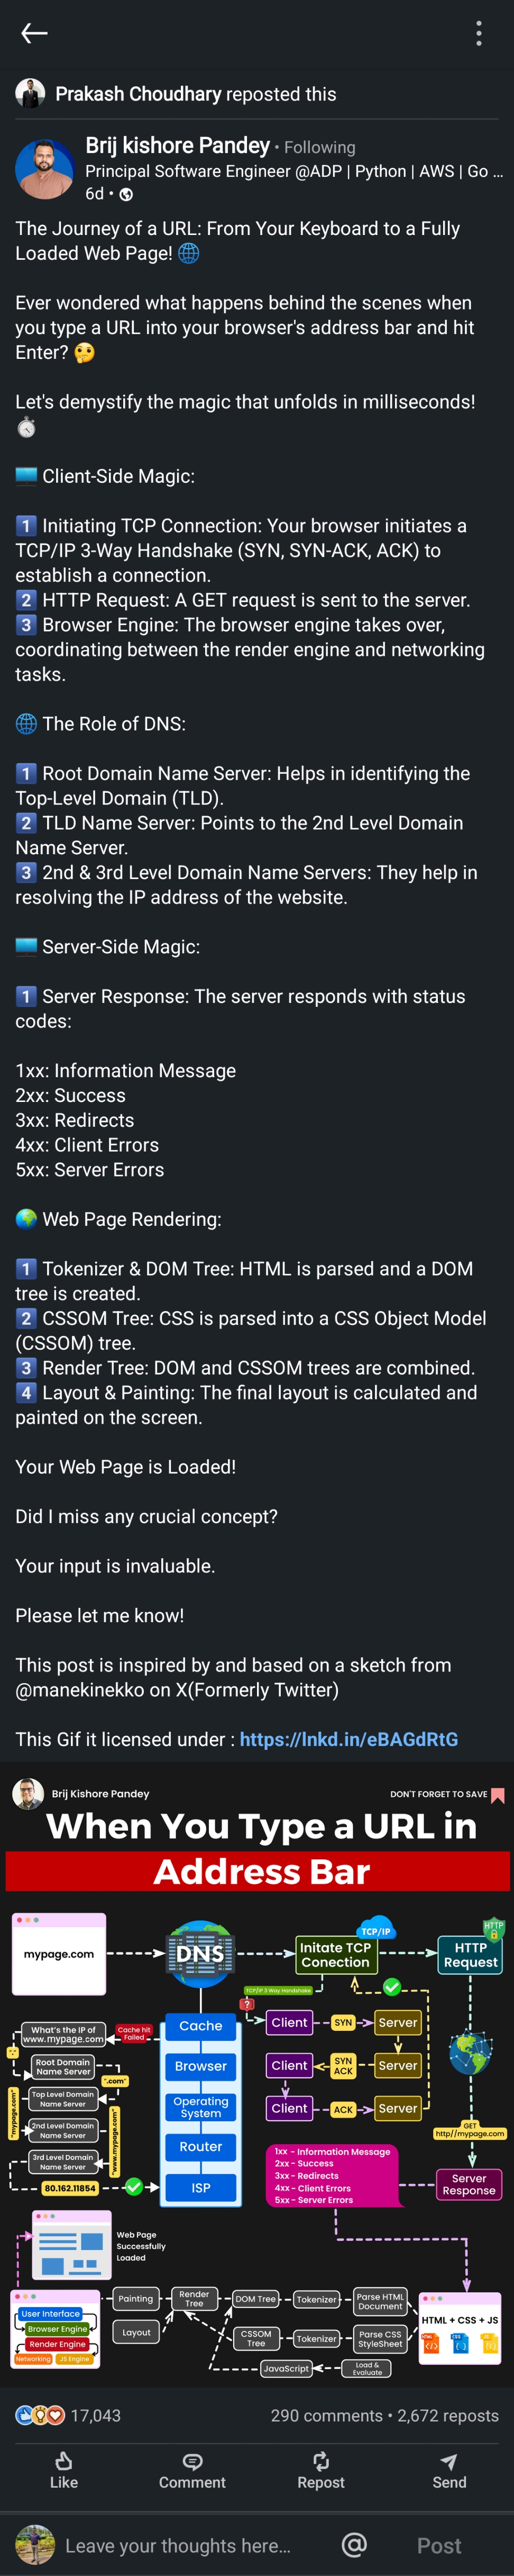 Prakash Choudhary reposted this
Brij kishore Pandey • Following
Principal Software Engineer @ADP | Python | AWS | Go ...
6d •
The Journey of a URL: From Your Keyboard to a Fully
Loaded Web Page! 🌐
Ever wondered what happens behind the scenes when
you type a URL into your browser's address bar and hit
Enter? 🤔
Let's demystify the magic that unfolds in milliseconds!
⏱️
🖥️ Client-Side Magic:
1️⃣ Initiating TCP Connection: Your browser initiates a
TCP/IP 3-Way Handshake (SYN, SYN-ACK, ACK) to
establish a connection.
2️⃣ HTTP Request: A GET request is sent to the server.
3️⃣ Browser Engine: The browser engine takes over,
coordinating between the render engine and networking
tasks.
🌐 The Role of DNS:
1️⃣ Root Domain Name Server: Helps in identifying the
Top-Level Domain (TLD).
2️⃣ TLD Name Server: Points to the 2nd Level Domain
Name Server.
3️⃣ 2nd & 3rd Level Domain Name Servers: They help in
resolving the IP address of the website.
🖥️ Server-Side Magic:
1️⃣ Server Response: The server responds with status
codes:
1xx: Information Message
2xx: Success
3xx: Redirects
4xx: Client Errors
5xx: Server Errors
🌍 Web Page Rendering:
1️⃣ Tokenizer & DOM Tree: HTML is parsed and a DOM
tree is created.
2️⃣ CSSOM Tree: CSS is parsed into a CSS Object Model
(CSSOM) tree.
3️⃣ Render Tree: DOM and CSSOM trees are combined.
4️⃣ Layout & Painting: The final layout is calculated and
painted on the screen.
Your Web Page is Loaded!
Did I miss any crucial concept?
Your input is invaluable.
Please let me know!
This post is inspired by and based on a sketch from
@manekinekko on X(Formerly Twitter)
This Gif it licensed under : https://lnkd.in/eBAGdRtG
Brij Kishore Pandey
DON'T FORGET TO SAVE
When You Type a URL in
Address Bar
mypage.com
DNS
TCP/IP
Initate TCP
Conection
HTTP
HTTP
Request
TCP/IP 3 Way Handshake
?
Cache
Browser
Operating
System
Router
ISP
What's the IP of
www.mypage.com
Cache hit
Failed
Root Domain
Name Server
".com"
Top Level Domain
Name Server
"mypage.com"
2nd Level Domain
Name Server
"www.mypage.com"
3rd Level Domain
Name Server
80.162.11854
Client
SYN
Server
Client
SYN
ACK
Server
Client
ACK
Server
GET
http//mypage.com
Server
Response
1xx - Information Message
2xx - Success
3xx - Redirects
4xx - Client Errors
5xx - Server Errors
Web Page
Successfully
Loaded
User Interface
Browser Engine
Render Engine
Networking
JS Engine
Painting
Layout
Render
Tree
DOM Tree
Tokenizer
Parse HTML
Document
CSSOM
Tree
Tokenizer
Parse CSS
StyleSheet
JavaScript
Load &
Evaluate
HTML + CSS + JS
HTML
CSS
17,043
290 comments • 2,672 reposts
Like
Comment
Repost
Send
Leave your thoughts here...
@
Post